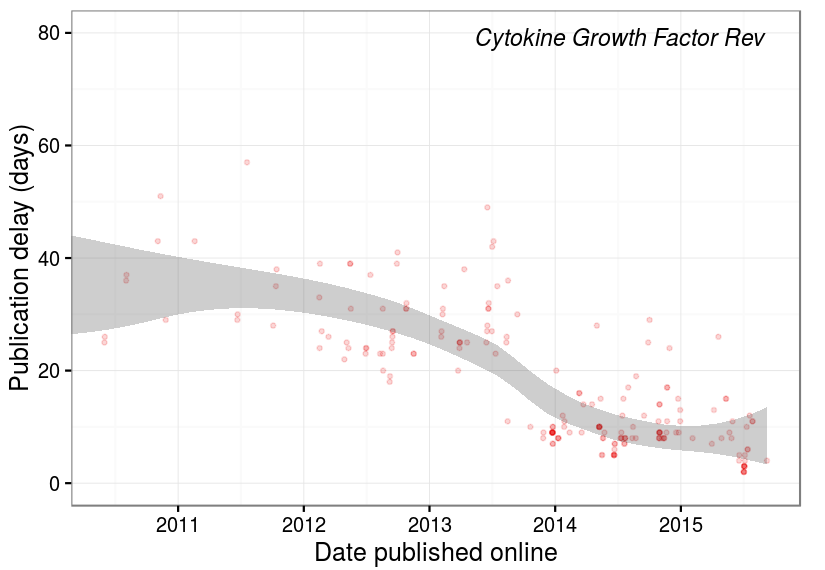 Cytokine Growth Factor Rev
Publication delay (days)
80
60
40
20
0
2011 2012 2013 2014 2015
Date published online